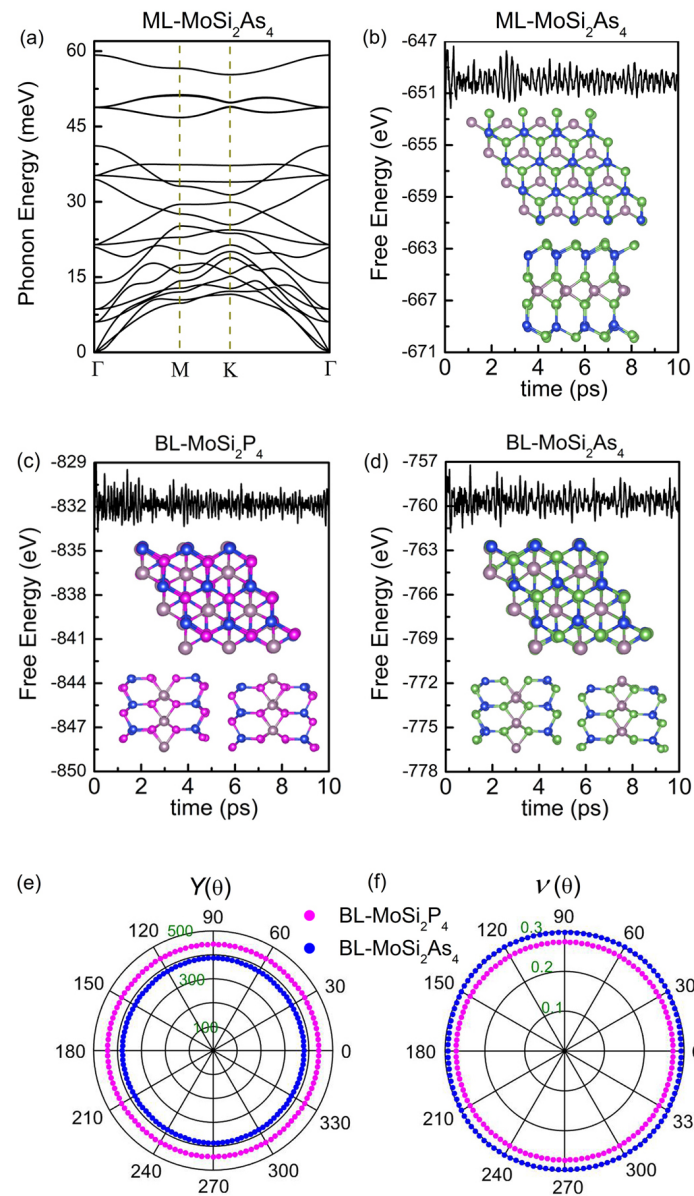 ML-MoSi₂As₄
(a)
Phonon Energy (meV)
60
45
30
15
0
Γ M K Γ
ML-MoSi₂As₄
(b)
Free Energy (eV)
-647
-651
-655
-659
-663
-667
-671
0 2 4 6 8 10
time (ps)
BL-MoSi₂P₄
(c)
Free Energy (eV)
-829
-832
-835
-838
-841
-844
-847
-850
0 2 4 6 8 10
time (ps)
BL-MoSi₂As₄
(d)
Free Energy (eV)
-757
-760
-763
-766
-769
-772
-775
-778
0 2 4 6 8 10
time (ps)
(e)
Y(θ)
0
30
60
90
120
150
180
210
240
270
300
330
100
300
500
BL-MoSi₂P₄
BL-MoSi₂As₄
(f)
ν(θ)
0
30
60
90
120
150
180
210
240
270
300
33
0.1
0.2
0.3